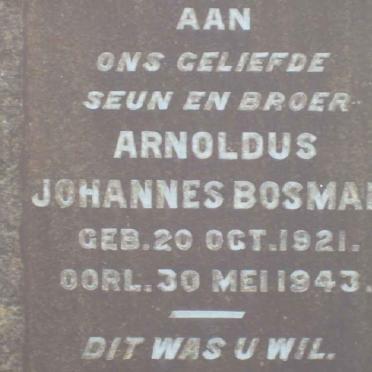 AAN
ONS GELIEFDE
SEUN EN BROER
ARNOLDUS
JOHANNES BOSMAN
GEB. 20 OCT. 1921.
OORL. 30 MEI 1943.
DIT WAS U WIL.